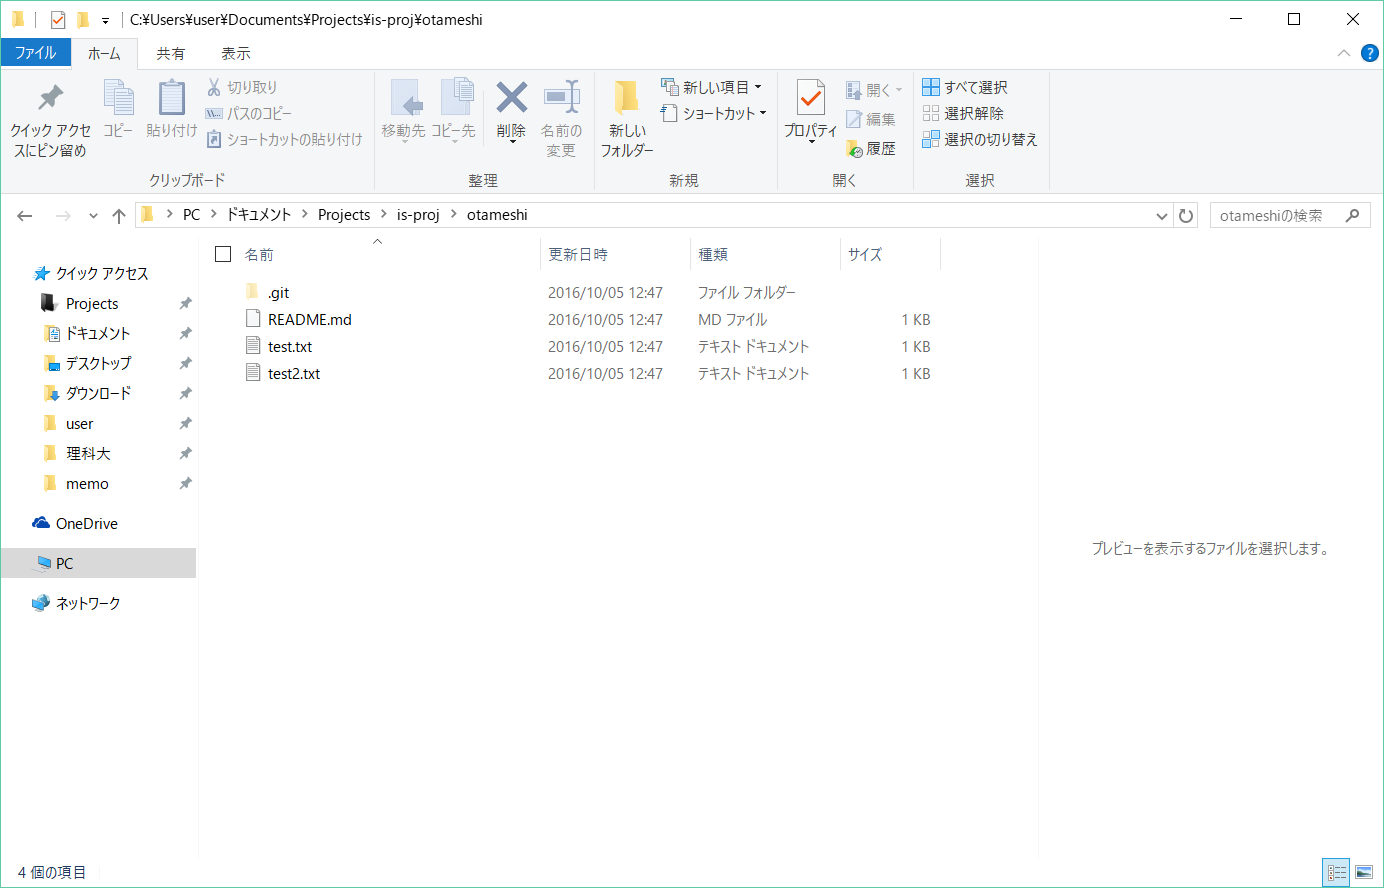 C:¥Users¥user¥Documents¥Projects¥is-proj¥otameshi
ファイル ホーム 共有 表示
クイック アクセスにピン留め
コピー
貼り付け
切り取り
パスのコピー
ショートカットの貼り付け
クリップボード
移動先
コピー先
削除
名前の変更
整理
新しいフォルダー
新しい項目
ショートカット
新規
プロパティ
開く
編集
履歴
開く
すべて選択
選択解除
選択の切り替え
選択
PC ドキュメント Projects is-proj otameshi
otameshiの検索
クイック アクセス
Projects
ドキュメント
デスクトップ
ダウンロード
user
理科大
memo
OneDrive
PC
ネットワーク
名前 更新日時 種類 サイズ
.git 2016/10/05 12:47 ファイル フォルダー
README.md 2016/10/05 12:47 MD ファイル 1 KB
test.txt 2016/10/05 12:47 テキスト ドキュメント 1 KB
test2.txt 2016/10/05 12:47 テキスト ドキュメント 1 KB
プレビューを表示するファイルを選択します。
4 個の項目